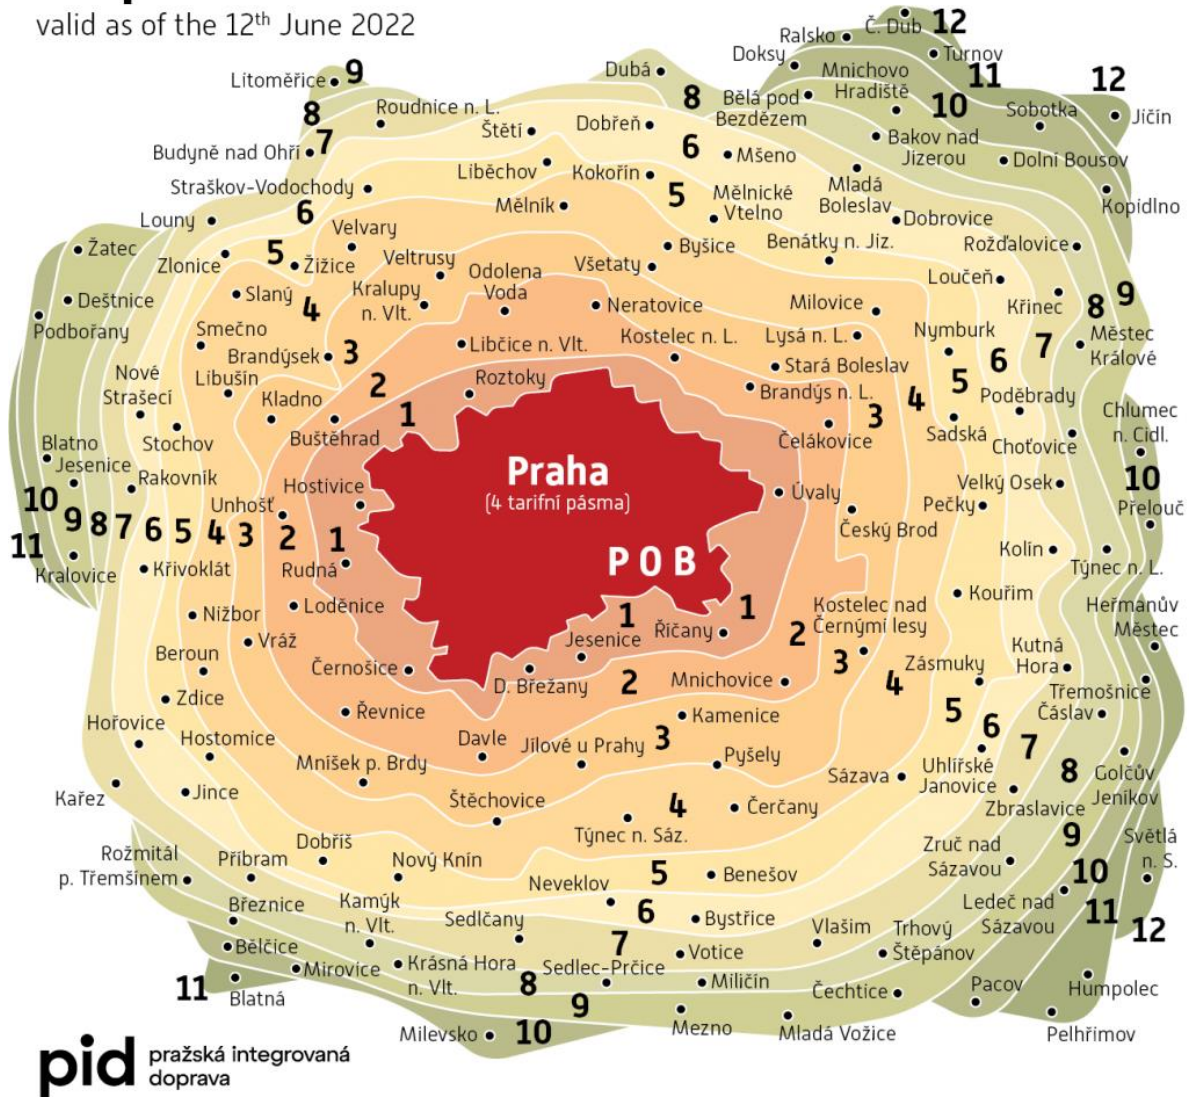 valid as of the 12th June 2022
Č. Dub 12
Ralsko
Turnov
Doksy
Mnichovo
Hradiště
11
12
Litoměřice 9
Dubá
8
Bělá pod
Bezdězem
10
Sobotka
Jičín
8
Roudnice n. L.
Štětí
Dobřeň
Bakov nad
Jizerou
7
Budyně nad Ohří
6
Mšeno
Dolní Bousov
Liběchov
Kokořín
Straškov-Vodochody
5
Mělnické
Vtelno
Mladá
Boleslav
Kopidlno
6
Louny
Mělník
Dobrovice
Velvary
Žatec
5
Zlonice
Žižice
Veltrusy
Byšice
Benátky n. Jiz.
Rožďalovice
Odolena
Voda
Všetaty
Loučeň
Deštnice
Slaný
4
Kralupy
n. Vlt.
Neratovice
Milovice
Křinec
8
9
Podbořany
Smečno
Libčice n. Vlt.
Kostelec n. L.
Lysá n. L.
Nymburk
7
Městec
Králové
Brandýsek
3
6
Nové
Strašecí
Libušín
2
Roztoky
Stará Boleslav
5
Kladno
1
Brandýs n. L.
4
Poděbrady
Chlumec
n. Cidl.
Stochov
Buštěhrad
Čelákovice
3
Sadská
Choťovice
Blatno
Jesenice
Praha
(4 tarifní pásma)
Rakovník
Hostivice
Úvaly
Velký Osek
10
10
9
8
7
6
5
4
3
Unhošť
2
1
Český Brod
Pečky
Přelouč
11
Kralovice
Křivoklát
Rudná
P O B
Kolín
Týnec n. L.
Nižbor
Loděnice
1
1
Kostelec nad
Černými lesy
Kouřim
Heřmanův
Městec
Vráž
Jesenice
Říčany
2
Beroun
Černošice
D. Břežany
2
Mnichovice
3
4
Zásmuky
Kutná
Hora
Zdice
Třemošnice
Hořovice
Řevnice
Kamenice
5
6
Čáslav
Hostomice
Davle
Jílové u Prahy
3
Pyšely
7
Mníšek p. Brdy
Sázava
Uhlířské
Janovice
8
Golčův
Jeníkov
Kařez
Jince
Štěchovice
4
Čerčany
Zbraslavice
Týnec n. Sáz.
9
Světlá
n. S.
Rožmitál
p. Třemšínem
Příbram
Dobříš
Nový Knín
5
Benešov
Zruč nad
Sázavou
10
Neveklov
Březnice
Kamýk
n. Vlt.
Sedlčany
6
Bystřice
Ledeč nad
Sázavou
11
12
Bělčice
7
Votice
Vlašim
Trhový
Štěpánov
Mirovice
Krásná Hora
n. Vlt.
Sedlec-Prčice
11
Blatná
8
Miličín
Čechtice
Pacov
Humpolec
9
Milevsko
10
Mezno
Mladá Vožice
Pelhřimov
pid pražská integrovaná
doprava